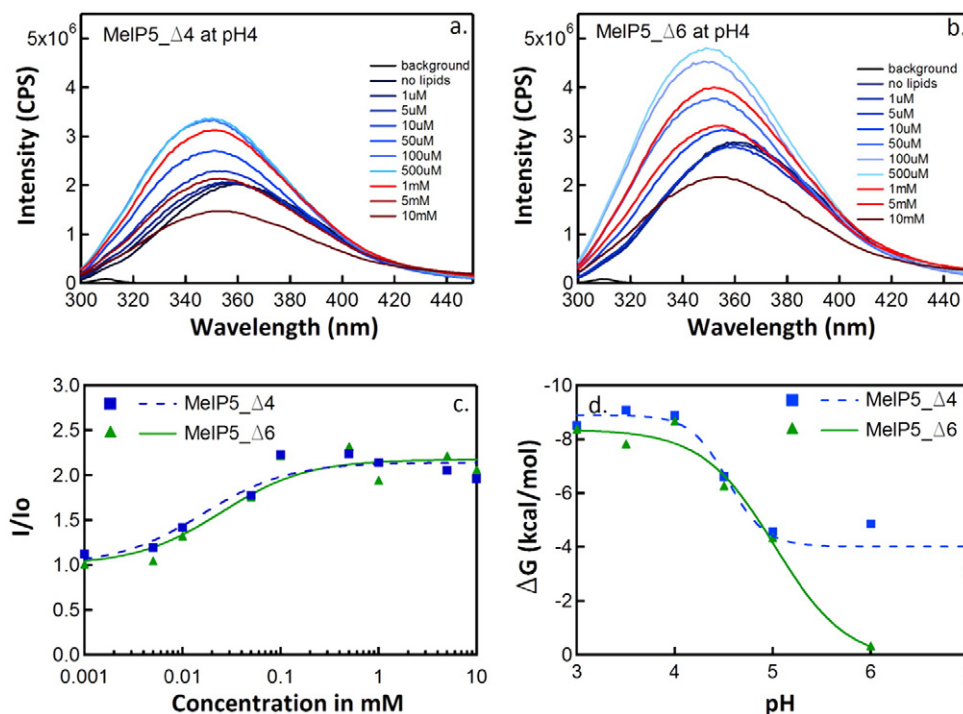 MelP5_Δ4 at pH4
a.
5x10⁶
4
3
2
1
0
Intensity (CPS)
background
no lipids
1uM
5uM
10uM
50uM
100uM
500uM
1mM
5mM
10mM
300 320 340 360 380 400 420 440
Wavelength (nm)
MelP5_Δ6 at pH4
b.
5x10⁶
4
3
2
1
0
Intensity (CPS)
background
no lipids
1uM
5uM
10uM
50uM
100uM
500uM
1mM
5mM
10mM
300 320 340 360 380 400 420 440
Wavelength (nm)
3.0
2.5
2.0
1.5
1.0
0.5
0.0
I/Io
MelP5_Δ4
MelP5_Δ6
c.
0.001 0.01 0.1 1 10
Concentration in mM
-10
-8
-6
-4
-2
0
ΔG (kcal/mol)
d.
MelP5_Δ4
MelP5_Δ6
3 4 5 6
pH